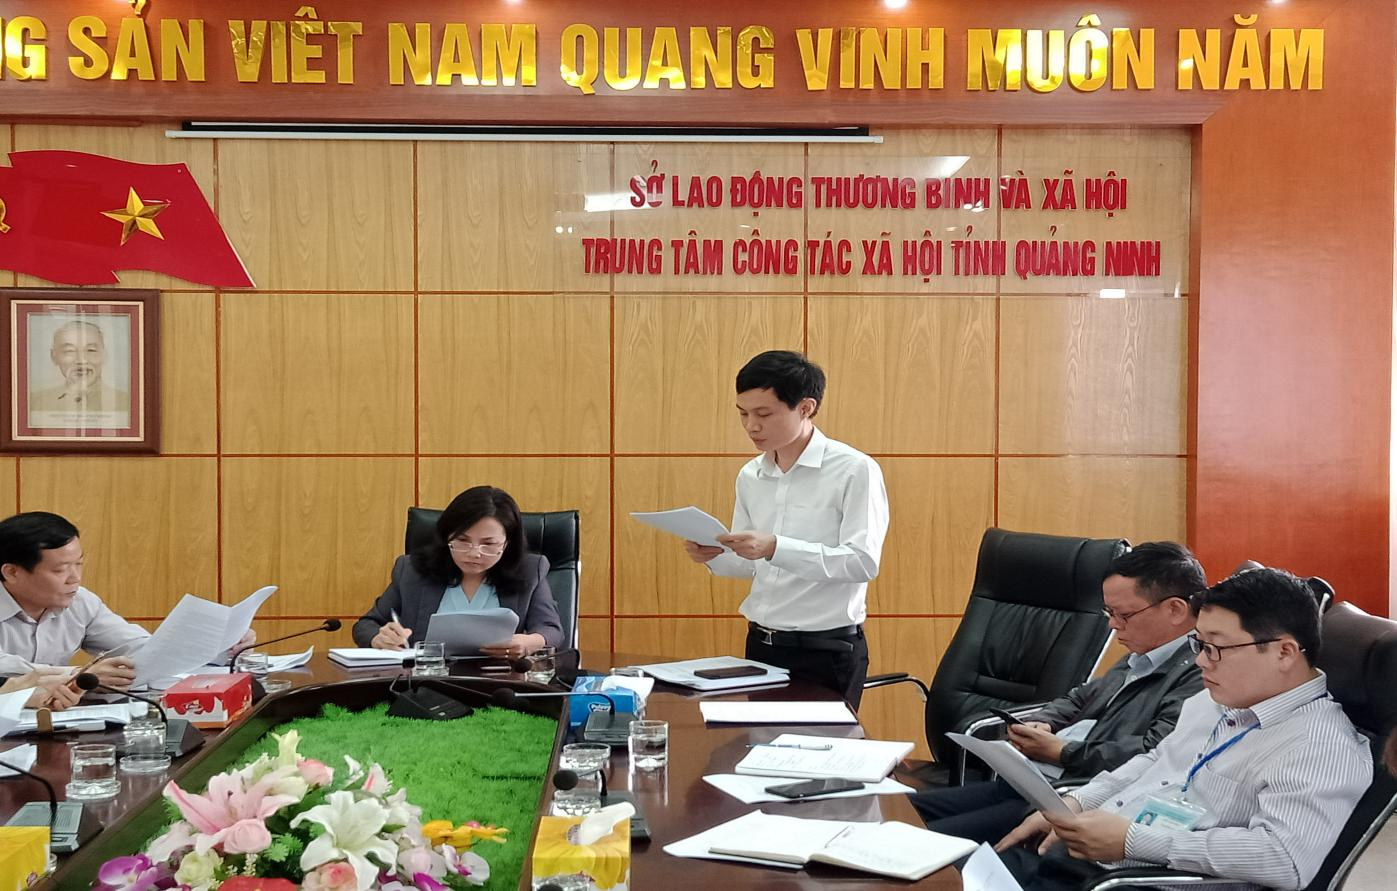 NG SẢN VIỆT NAM QUANG VINH MUÔN NĂM
SỞ LAO ĐỘNG THƯƠNG BINH VÀ XÃ HỘI
TRUNG TÂM CÔNG TÁC XÃ HỘI TỈNH QUẢNG NINH